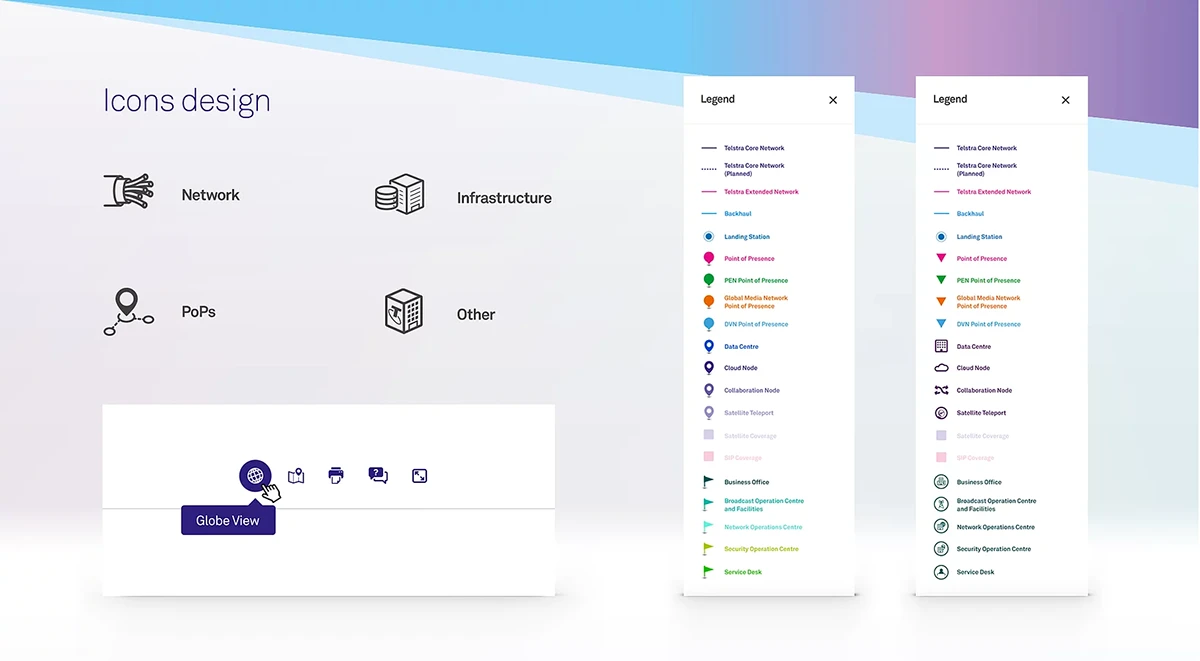 Icons design
Network
Infrastructure
PoPs
Other
Globe View
Legend
Telstra Core Network
Telstra Core Network
(Planned)
Telstra Extended Network
Backhaul
Landing Station
Point of Presence
PEN Point of Presence
Global Media Network
Point of Presence
DVN Point of Presence
Data Centre
Cloud Node
Collaboration Node
Satellite Teleport
Satellite Coverage
SIP Coverage
Business Office
Broadcast Operation Centre
and Facilities
Network Operations Centre
Security Operation Centre
Service Desk
Legend
Telstra Core Network
Telstra Core Network
(Planned)
Telstra Extended Network
Backhaul
Landing Station
Point of Presence
PEN Point of Presence
Global Media Network
Point of Presence
DVN Point of Presence
Data Centre
Cloud Node
Collaboration Node
Satellite Teleport
Satellite Coverage
SIP Coverage
Business Office
Broadcast Operation Centre
and Facilities
Network Operations Centre
Security Operation Centre
Service Desk